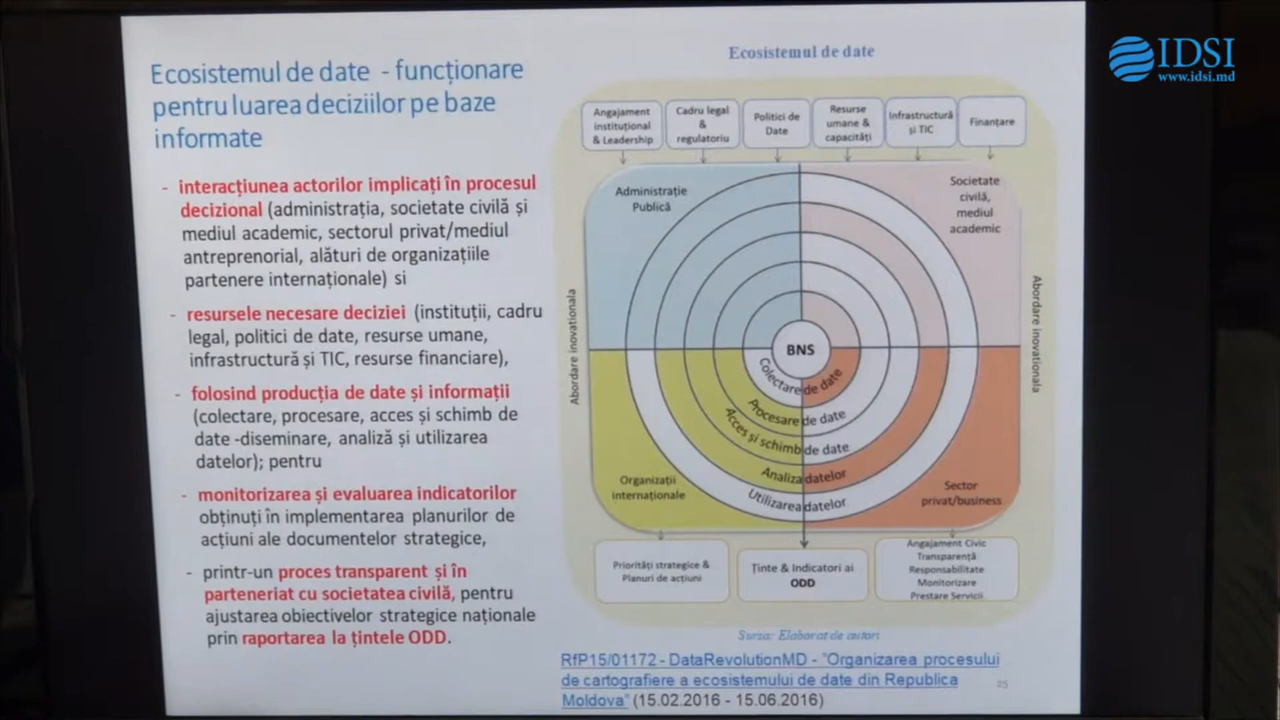 IDSI
www.idsi.md
Ecosistemul de date - funcționare
pentru luarea deciziilor pe baze
informate
- interacțiunea actorilor implicați în procesul
decizional (administrația, societate civilă și
mediul academic, sectorul privat/mediul
antreprenorial, alături de organizațiile
partenere internaționale) si
- resursele necesare deciziei (instituții, cadru
legal, politici de date, resurse umane,
infrastructură și TIC, resurse financiare),
- folosind producția de date și informații
(colectare, procesare, acces și schimb de
date -diseminare, analiză și utilizarea
datelor); pentru
- monitorizarea și evaluarea indicatorilor
obținuți în implementarea planurilor de
acțiuni ale documentelor strategice,
- printr-un proces transparent și în
parteneriat cu societatea civilă, pentru
ajustarea obiectivelor strategice naționale
prin raportarea la țintele ODD.
Ecosistemul de date
Angajament
instituțional
& Leadership
Cadru legal
&
regulatoriu
Politici de
Date
Resurse
umane &
capacități
Infrastructură
și TIC
Finanțare
Administrație
Publică
Societate
civilă,
mediul
academic
Abordare inovationala
Abordare inovationala
BNS
Colectare de date
Procesare de date
Acces și schimb de date
Analiza datelor
Utilizarea datelor
Organizații
internaționale
Sector
privat/business
Priorități strategice &
Planuri de acțiuni
Ținte & Indicatori ai
ODD
Angajament Civic
Transparență
Responsabilitate
Monitorizare
Prestare Servicii
Sursa: Elaborat de autori
RfP15/01172 - DataRevolutionMD - "Organizarea procesului
de cartografiere a ecosistemului de date din Republica
Moldova" (15.02.2016 - 15.06.2016)
25